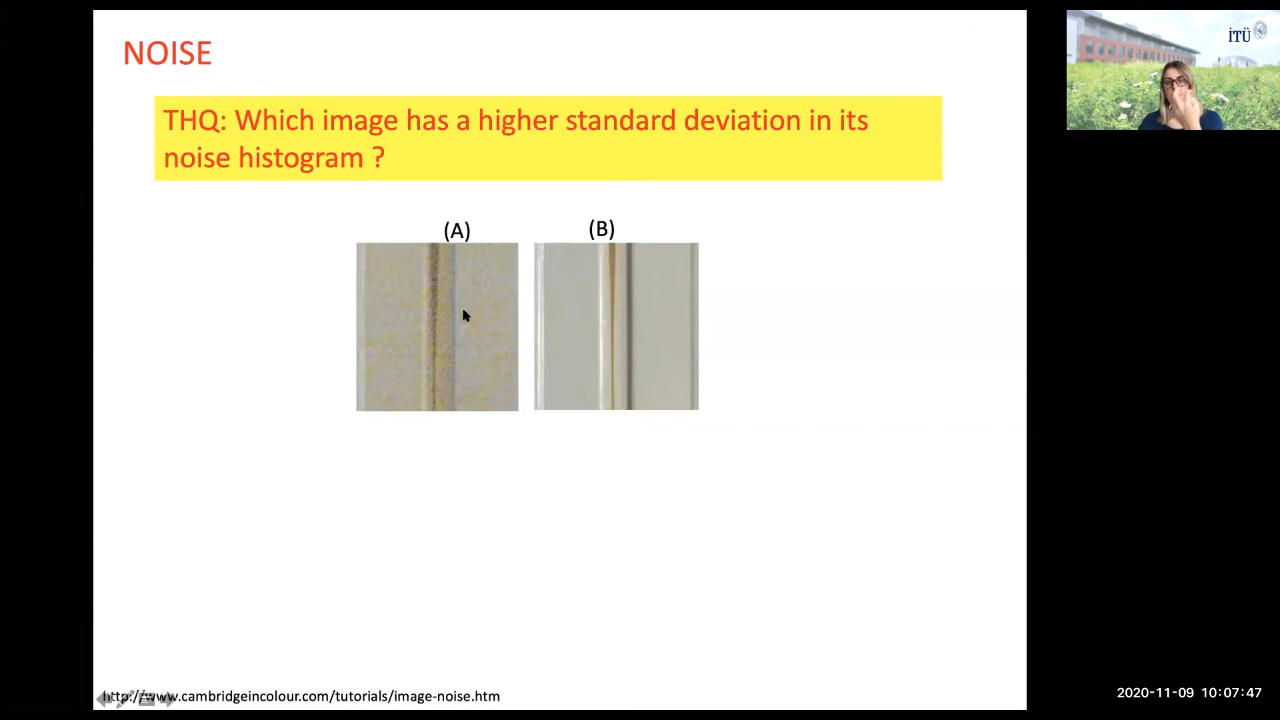 NOISE
THQ: Which image has a higher standard deviation in its
noise histogram ?
(A)
(B)
http://www.cambridgeincolour.com/tutorials/image-noise.htm
İTÜ
2020-11-09 10:07:47